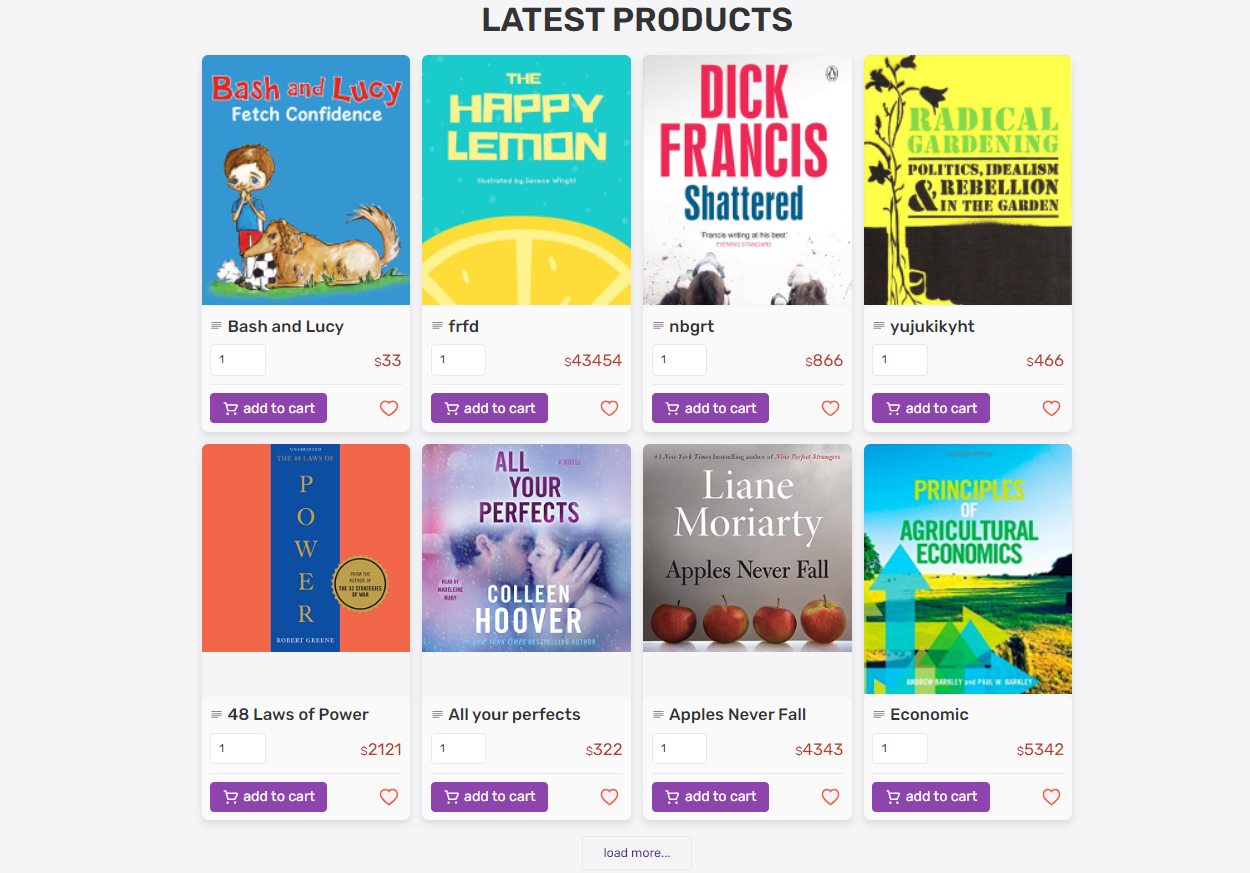 LATEST PRODUCTS
Bash and Lucy
Fetch Confidence
THE
HAPPY
LEMON
Illustrated by Serene Wright
DICK
FRANCIS
Shattered
'Francis writing at his best'
EVENING STANDARD
RADICAL
GARDENING
POLITICS, IDEALISM
& REBELLION
IN THE GARDEN
Bash and Lucy
1
$33
add to cart
frfd
1
$43454
add to cart
nbgrt
1
$866
add to cart
yujukikyht
1
$466
add to cart
UNABRIDGED
THE 48 LAWS OF
P
O
W
E
R
FROM THE
AUTHOR OF
THE 33 STRATEGIES
OF WAR
ROBERT GREENE
ALL
A NOVEL
YOUR
PERFECTS
READ BY
MADELEINE
MABY
COLLEEN
HOOVER
#1 NEW YORK TIMES BESTSELLING AUTHOR
#1 New York Times bestselling author of Nine Perfect Strangers
Liane
Moriarty
Apples Never Fall
PRINCIPLES
OF
AGRICULTURAL
ECONOMICS
ANDREW BARKLEY and PAUL W. BARKLEY
48 Laws of Power
1
$2121
add to cart
All your perfects
1
$322
add to cart
Apples Never Fall
1
$4343
add to cart
Economic
1
$5342
add to cart
load more...